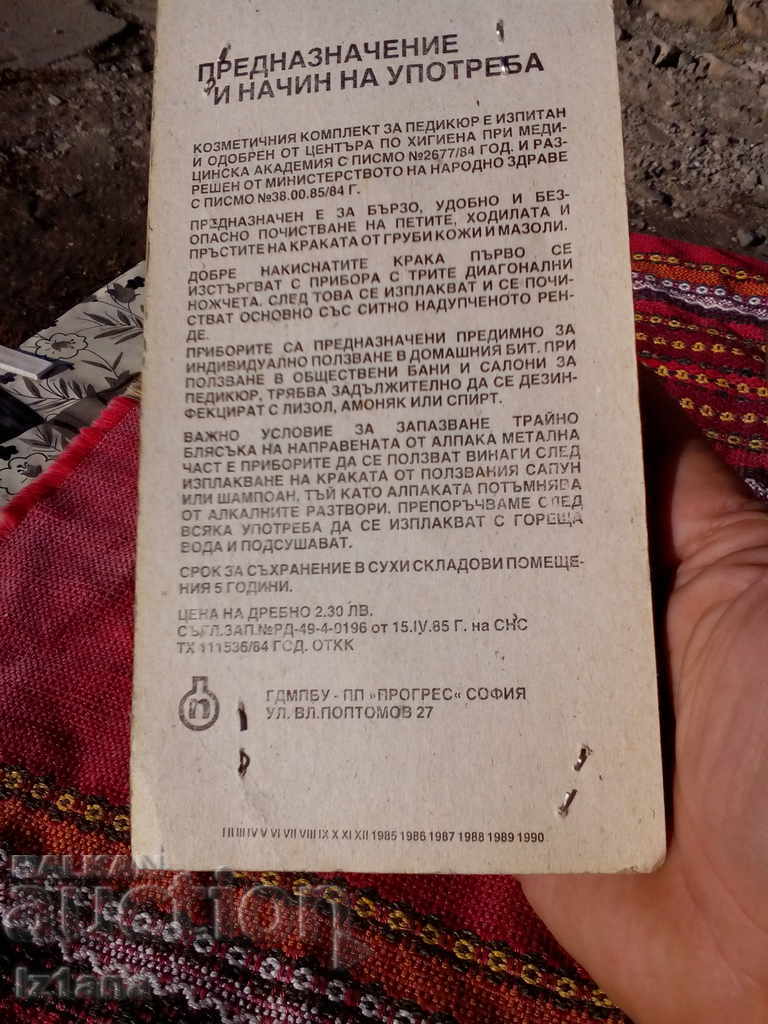 ПРЕДНАЗНАЧЕНИЕ
И НАЧИН НА УПОТРЕБА
КОЗМЕТИЧНИЯ КОМПЛЕКТ ЗА ПЕДИКЮР Е ИЗПИТАН
И ОДОБРЕН ОТ ЦЕНТЪРА ПО ХИГИЕНА ПРИ МЕДИ-
ЦИНСКА АКАДЕМИЯ С ПИСМО №2677/84 ГОД. И РАЗ-
РЕШЕН ОТ МИНИСТЕРСТВОТО НА НАРОДНО ЗДРАВЕ
С ПИСМО №38.00.85/84 Г.
ПРЕДНАЗНАЧЕН Е ЗА БЪРЗО, УДОБНО И БЕЗ-
ОПАСНО ПОЧИСТВАНЕ НА ПЕТИТЕ, ХОДИЛАТА И
ПРЪСТИТЕ НА КРАКАТА ОТ ГРУБИ КОЖИ И МАЗОЛИ.
ДОБРЕ НАКИСНАТИТЕ КРАКА ПЪРВО СЕ
ИЗСТЪРГВАТ С ПРИБОРА С ТРИТЕ ДИАГОНАЛНИ
НОЖЧЕТА. СЛЕД ТОВА СЕ ИЗПЛАКВАТ И СЕ ПОЧИ-
СТВАТ ОСНОВНО СЪС СИТНО НАДУПЧЕНОТО РЕН-
ДЕ.
ПРИБОРИТЕ СА ПРЕДНАЗНАЧЕНИ ПРЕДИМНО ЗА
ИНДИВИДУАЛНО ПОЛЗВАНЕ В ДОМАШНИЯ БИТ. ПРИ
ПОЛЗВАНЕ В ОБЩЕСТВЕНИ БАНИ И САЛОНИ ЗА
ПЕДИКЮР, ТРЯБВА ЗАДЪЛЖИТЕЛНО ДА СЕ ДЕЗИН-
ФЕКЦИРАТ С ЛИЗОЛ, АМОНЯК ИЛИ СПИРТ.
ВАЖНО УСЛОВИЕ ЗА ЗАПАЗВАНЕ ТРАЙНО
БЛЯСЪКА НА НАПРАВЕНАТА ОТ АЛПАКА МЕТАЛНА
ЧАСТ Е ПРИБОРИТЕ ДА СЕ ПОЛЗВАТ ВИНАГИ СЛЕД
ИЗПЛАКВАНЕ НА КРАКАТА ОТ ПОЛЗВАНИЯ САПУН
ИЛИ ШАМПОАН, ТЪЙ КАТО АЛПАКАТА ПОТЪМНЯВА
ОТ АЛКАЛНИТЕ РАЗТВОРИ. ПРЕПОРЪЧВАМЕ СЛЕД
ВСЯКА УПОТРЕБА ДА СЕ ИЗПЛАКВАТ С ГОРЕЩА
ВОДА И ПОДСУШАВАТ.
СРОК ЗА СЪХРАНЕНИЕ В СУХИ СКЛАДОВИ ПОМЕЩЕ-
НИЯ 5 ГОДИНИ.
ЦЕНА НА ДРЕБНО 2.30 ЛВ.
СЪГЛ.ЗАП.№РД-49-4-0196 от 15.IV.85 Г. на СНС
ТХ 111536/84 ГОД. ОТКК
п
ГДМПБУ - ПП »ПРОГРЕС« СОФИЯ
УЛ. ВЛ.ПОПТОМОВ 27
I II III IV V VI VII VIII IX X XI XII 1985 1986 1987 1988 1989 1990
BALKAN
auction
iz1ana